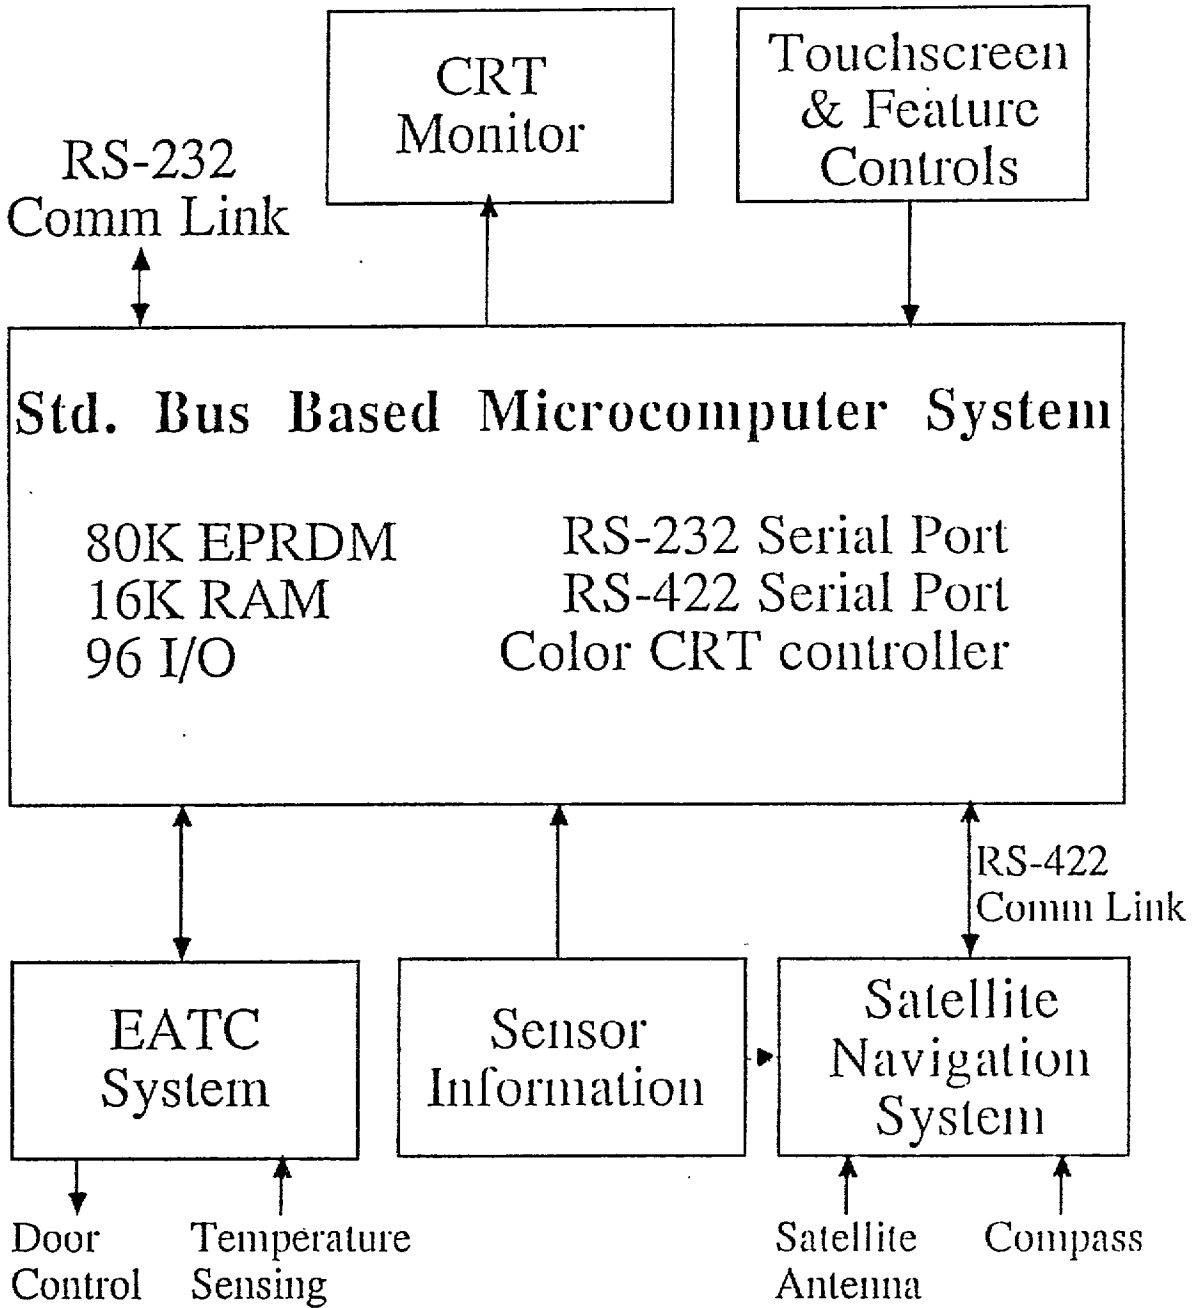 CRT
Monitor
Touchscreen
& Feature
Controls
RS-232
Comm Link
Std. Bus Based Microcomputer System
80K EPRDM
16K RAM
96 I/O
RS-232 Serial Port
RS-422 Serial Port
Color CRT controller
RS-422
Comm Link
EATC
System
Sensor
Information
Satellite
Navigation
System
Door
Control
Temperature
Sensing
Satellite
Antenna
Compass